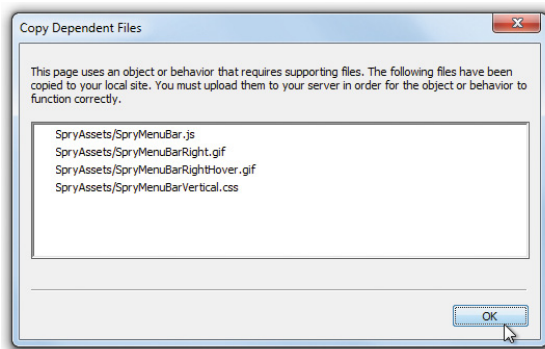 Copy Dependent Files
This page uses an object or behavior that requires supporting files. The following files have been
copied to your local site. You must upload them to your server in order for the object or behavior to
function correctly.
SpryAssets/SpryMenuBar.js
SpryAssets/SpryMenuBarRight.gif
SpryAssets/SpryMenuBarRightHover.gif
SpryAssets/SpryMenuBarVertical.css
OK